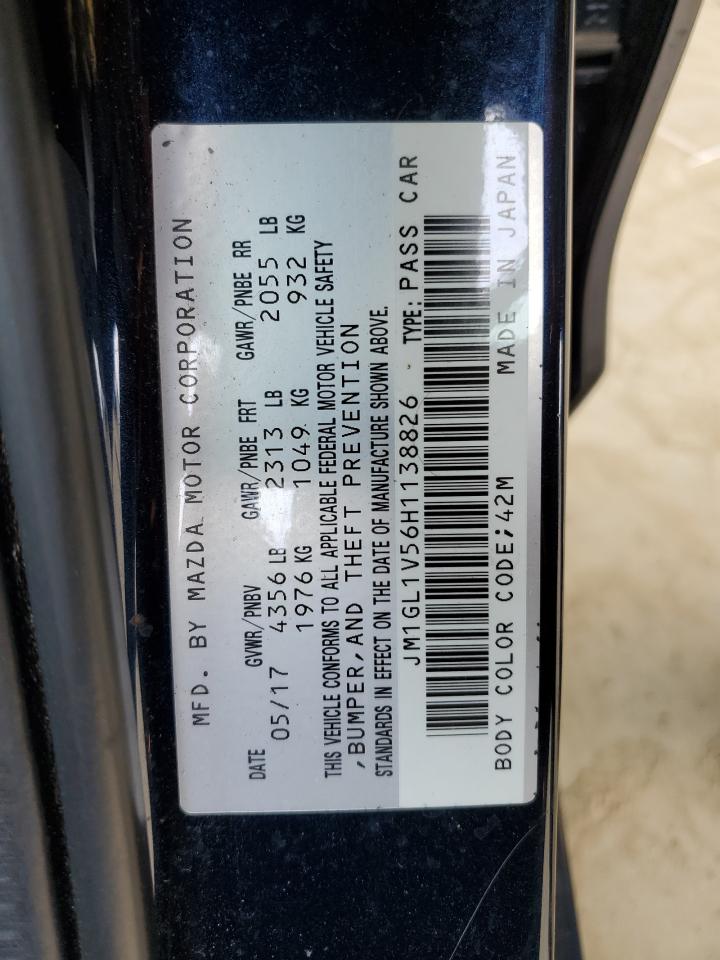 MFD. BY MAZDA MOTOR CORPORATION
DATE GVWR/PNBV GAWR/PNBE FRT GAWR/PNBE RR
05/17 4356 LB 2313 LB 2055 LB
1976 KG 1049 KG 932 KG
THIS VEHICLE CONFORMS TO ALL APPLICABLE FEDERAL MOTOR VEHICLE SAFETY
,BUMPER,AND THEFT PREVENTION
STANDARDS IN EFFECT ON THE DATE OF MANUFACTURE SHOWN ABOVE.
JM1GL1V56H1138826 TYPE: PASS CAR
BODY COLOR CODE;42M MADE IN JAPAN